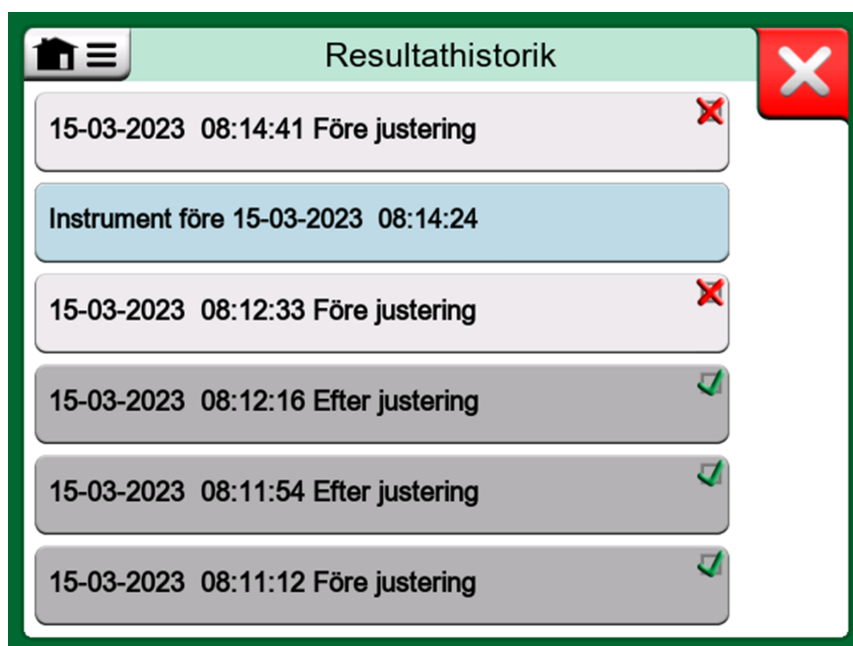 Resultathistorik
15-03-2023 08:14:41 Före justering
Instrument före 15-03-2023 08:14:24
15-03-2023 08:12:33 Före justering
15-03-2023 08:12:16 Efter justering
15-03-2023 08:11:54 Efter justering
15-03-2023 08:11:12 Före justering